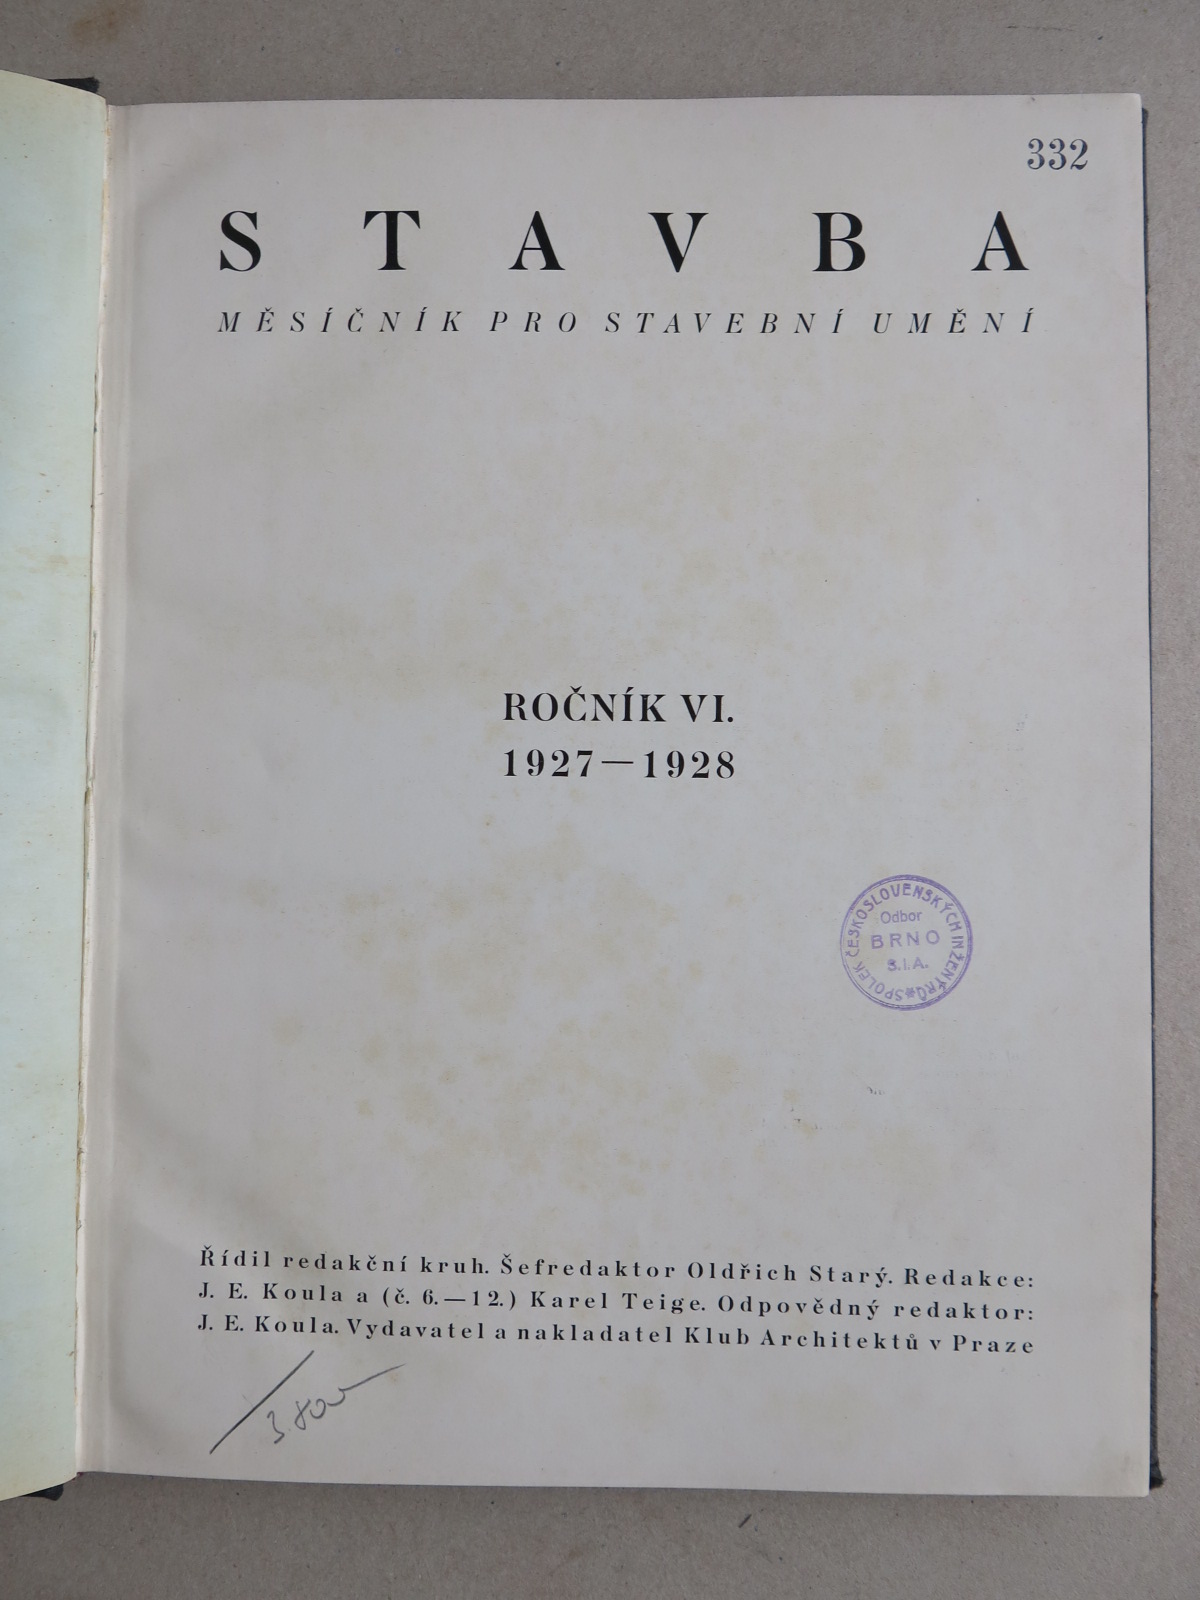 332
STAVBA
MĚSÍČNÍK PRO STAVEBNÍ UMĚNÍ
ROČNÍK VI.
1927—1928
SPOLEK ČESKOSLOVENSKÝCH INŽENÝRŮ *
Odbor
BRNO
S.I.A.
Řídil redakční kruh. Šefredaktor Oldřich Starý. Redakce:
J. E. Koula a (č. 6.—12.) Karel Teige. Odpovědný redaktor:
J. E. Koula. Vydavatel a nakladatel Klub Architektů v Praze